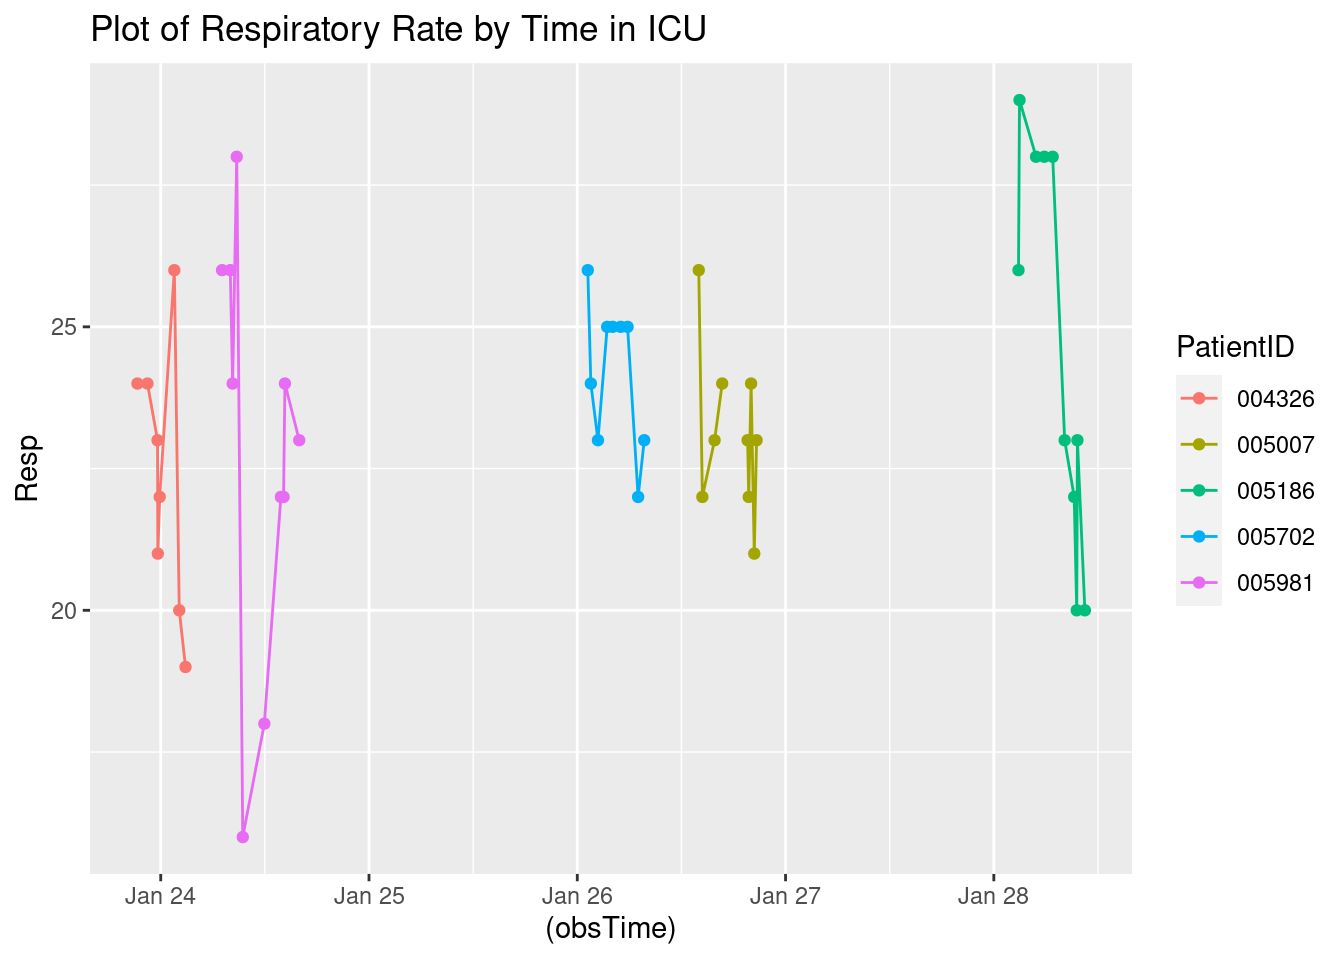 Plot of Respiratory Rate by Time in ICU
Resp
25
20
Jan 24 Jan 25 Jan 26 Jan 27 Jan 28
(obsTime)
PatientID
004326
005007
005186
005702
005981